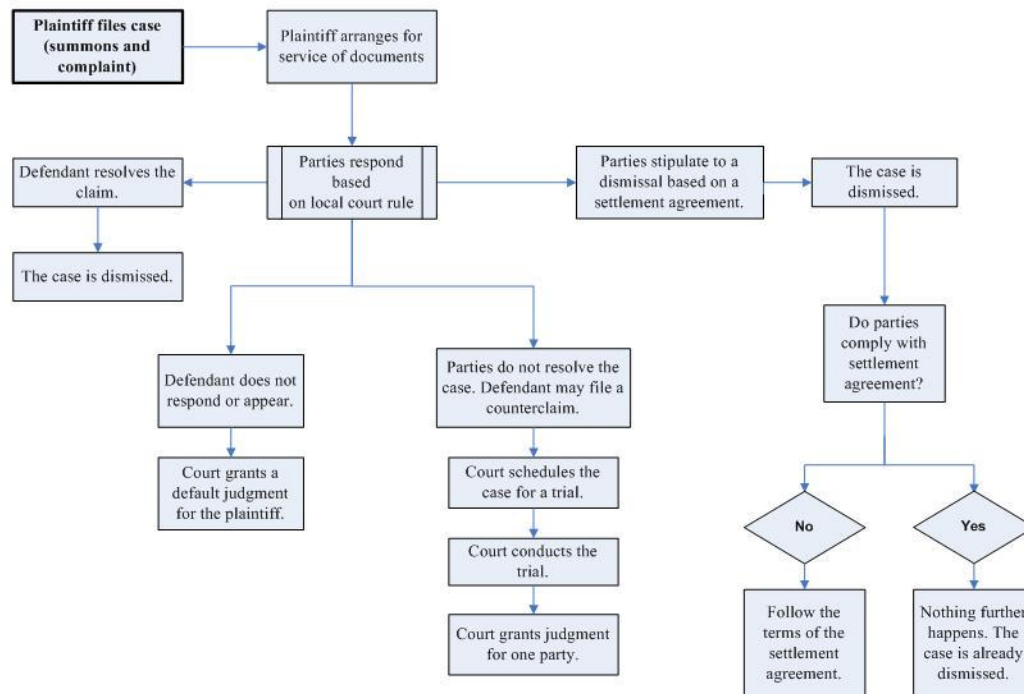 Plaintiff files case
(summons and
complaint)
Plaintiff arranges for
service of documents
Defendant resolves the
claim.
Parties respond
based
on local court rule
Parties stipulate to a
dismissal based on a
settlement agreement.
The case is
dismissed.
The case is dismissed.
Do parties
comply with
settlement
agreement?
Defendant does not
respond or appear.
Parties do not resolve the
case. Defendant may file a
counterclaim.
Court grants a
default judgment
for the plaintiff.
Court schedules the
case for a trial.
No
Yes
Court conducts the
trial.
Follow the
terms of the
settlement
agreement.
Nothing further
happens. The
case is already
dismissed.
Court grants judgment
for one party.